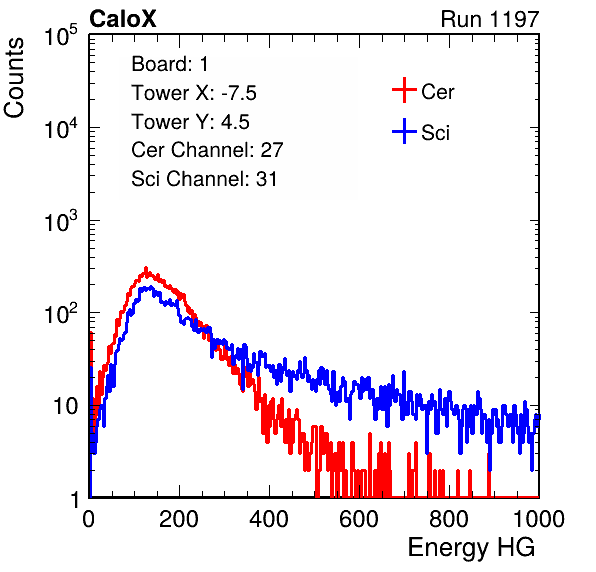 CaloX Run 1197
Counts
10^5
10^4
10^3
10^2
10
1
Board: 1
Tower X: -7.5
Tower Y: 4.5
Cer Channel: 27
Sci Channel: 31
Cer
Sci
0 200 400 600 800 1000
Energy HG